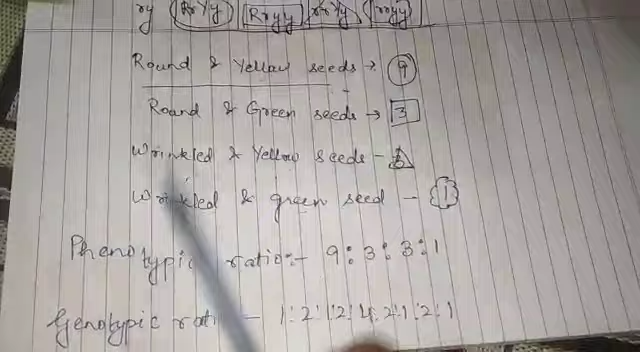 ry RrYy Rryy rrYy rryy
Round & Yellow seeds → 9
Round & Green seeds → 3
Wrinkled & Yellow seeds - 3
Wrinkled & green seed - 1
Phenotypic ratio:- 9:3:3:1
Genotypic rati - 1:2:1:2:4:2:1:2:1